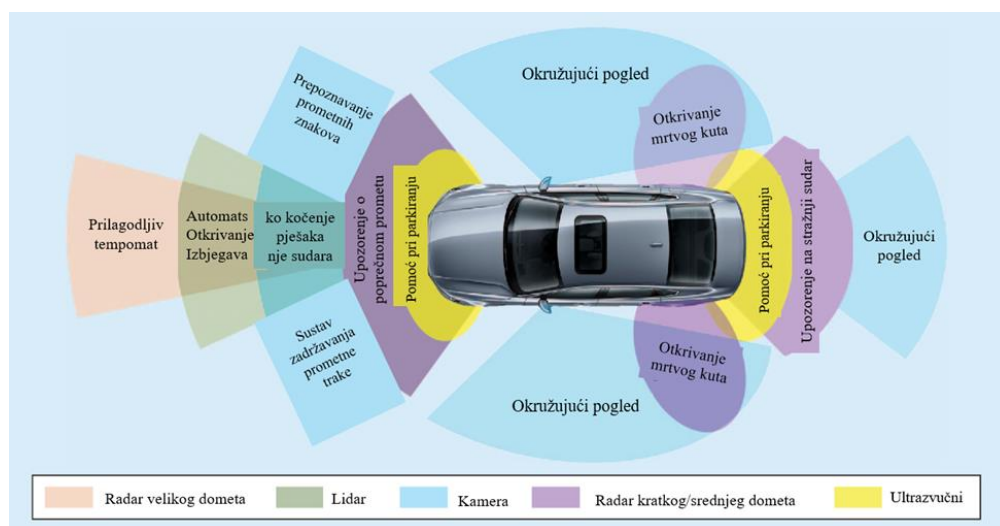 Okružujući pogled
Prepoznavanje
prometnih
znakova
Otkrivanje
mrtvog kuta
Prilagodljiv
tempomat
Automats
Otkrivanje
Izbjegava
ko kočenje
pješaka
nje sudara
Upozorenje o
poprečnom prometu
Pomoć pri parkiranju
Pomoć pri parkiranju
Upozorenje na stražnji sudar
Okružujući
pogled
Sustav
zadržavanja
prometne
trake
Otkrivanje
mrtvog kuta
Okružujući pogled
Radar velikog dometa
Lidar
Kamera
Radar kratkog/srednjeg dometa
Ultrazvučni